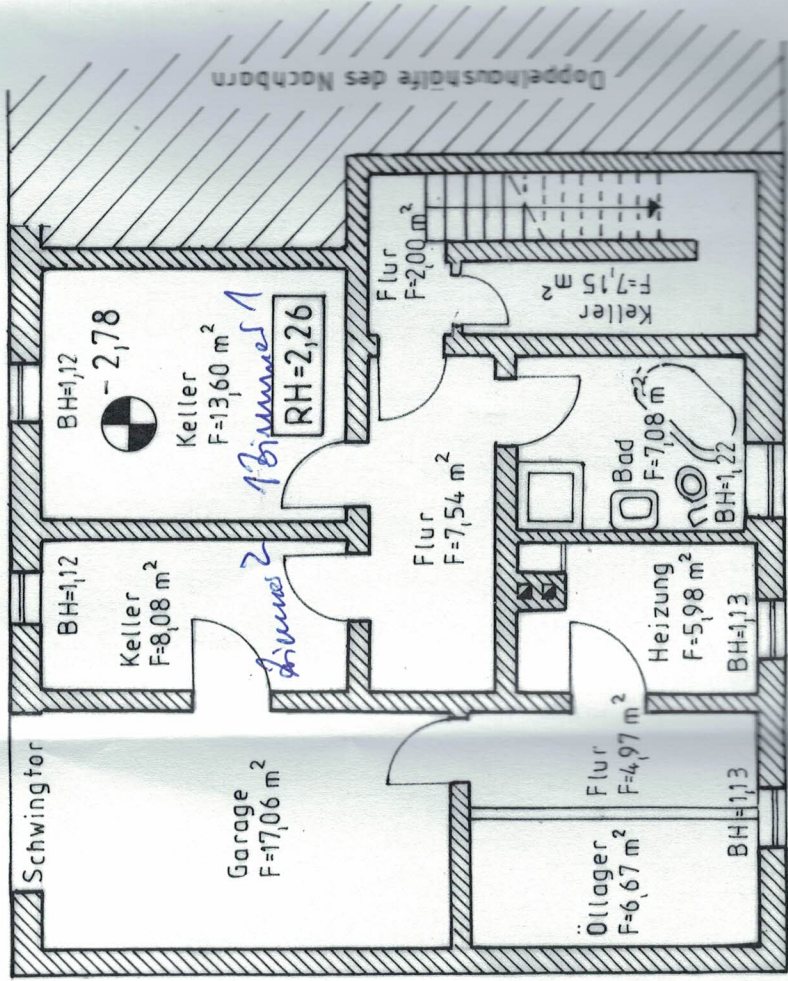 Doppelhaushälfte des Nachbarn
BH=1,12
- 2,78
Keller
F=13,60 m²
Zimmer 1
RH=2,26
Flur
F=2,00 m²
Keller
F=7,15 m²
BH=1,12
Keller
F=8,08 m²
Zimmer 2
Flur
F=7,54 m²
Bad
F=7,08 m²
BH=1,22
Heizung
F=5,98 m²
BH=1,13
Schwingtor
Garage
F=17,06 m²
Flur
F=4,97 m²
BH=1,13
Öllager
F=6,67 m²